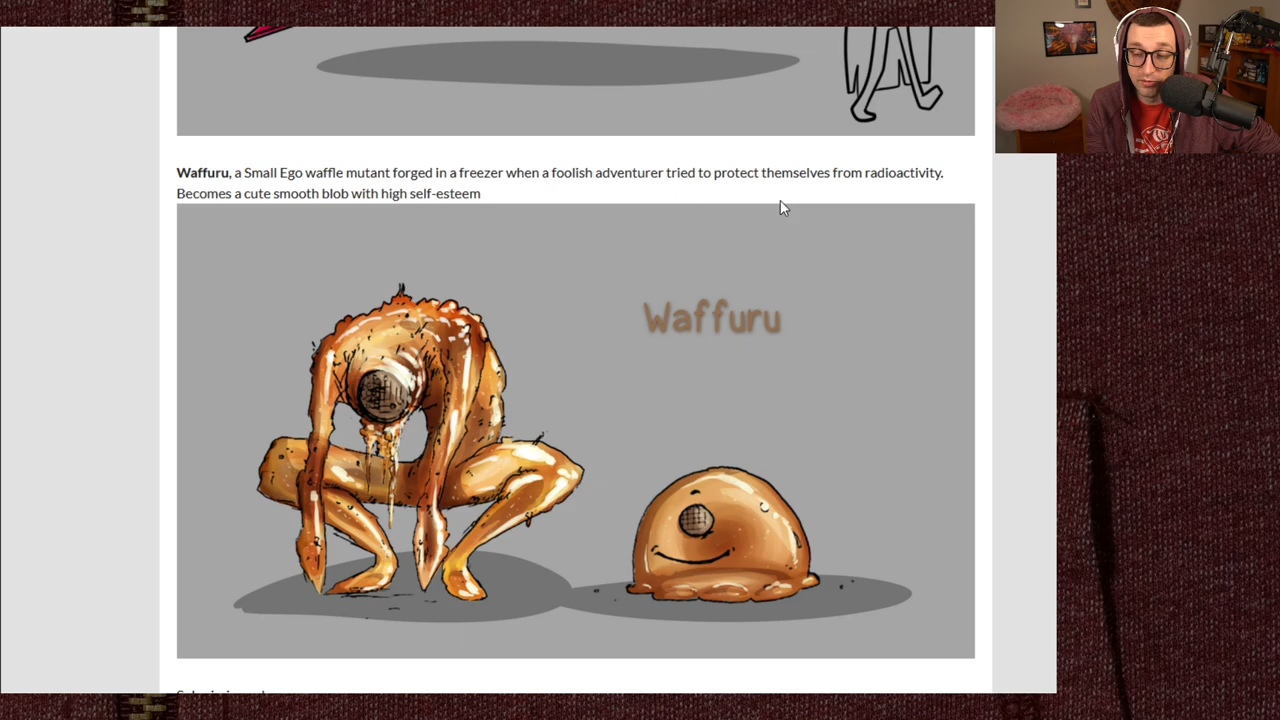 Waffuru, a Small Ego waffle mutant forged in a freezer when a foolish adventurer tried to protect themselves from radioactivity.
Becomes a cute smooth blob with high self-esteem
Waffuru